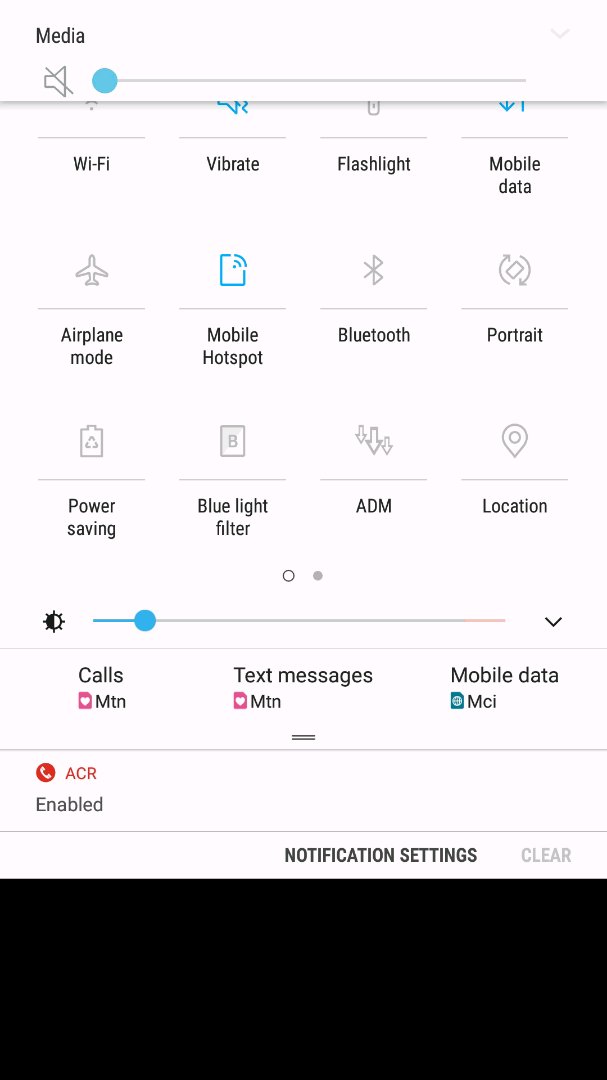 Media
Wi-Fi
Vibrate
Flashlight
Mobile
data
Airplane
mode
Mobile
Hotspot
Bluetooth
Portrait
Power
saving
B
Blue light
filter
ADM
Location
Calls
Text messages
Mobile data
Mtn
Mtn
Mci
ACR
Enabled
NOTIFICATION SETTINGS
CLEAR